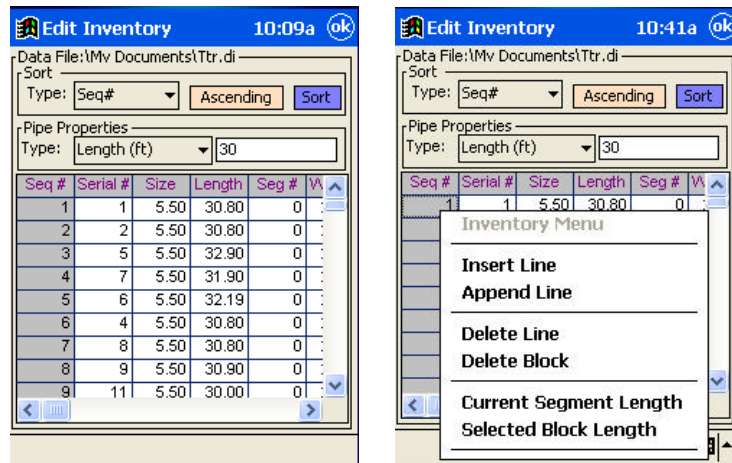 Edit Inventory 10:09a ok
Data File:\My Documents\Ttr.di
Sort
Type: Seq# Ascending Sort
Pipe Properties
Type: Length (ft) 30
Seq # Serial # Size Length Seg #
1 1 5.50 30.80 0
2 2 5.50 30.80 0
3 5 5.50 32.90 0
4 7 5.50 31.90 0
5 6 5.50 32.19 0
6 4 5.50 30.80 0
7 8 5.50 30.80 0
8 9 5.50 30.90 0
9 11 5.50 30.00 0
Edit Inventory 10:41a ok
Data File:\My Documents\Ttr.di
Sort
Type: Seq# Ascending Sort
Pipe Properties
Type: Length (ft) 30
Seq # Serial # Size Length Seg #
1 1 5.50 30.80 0
Inventory Menu
Insert Line
Append Line
Delete Line
Delete Block
Current Segment Length
Selected Block Length